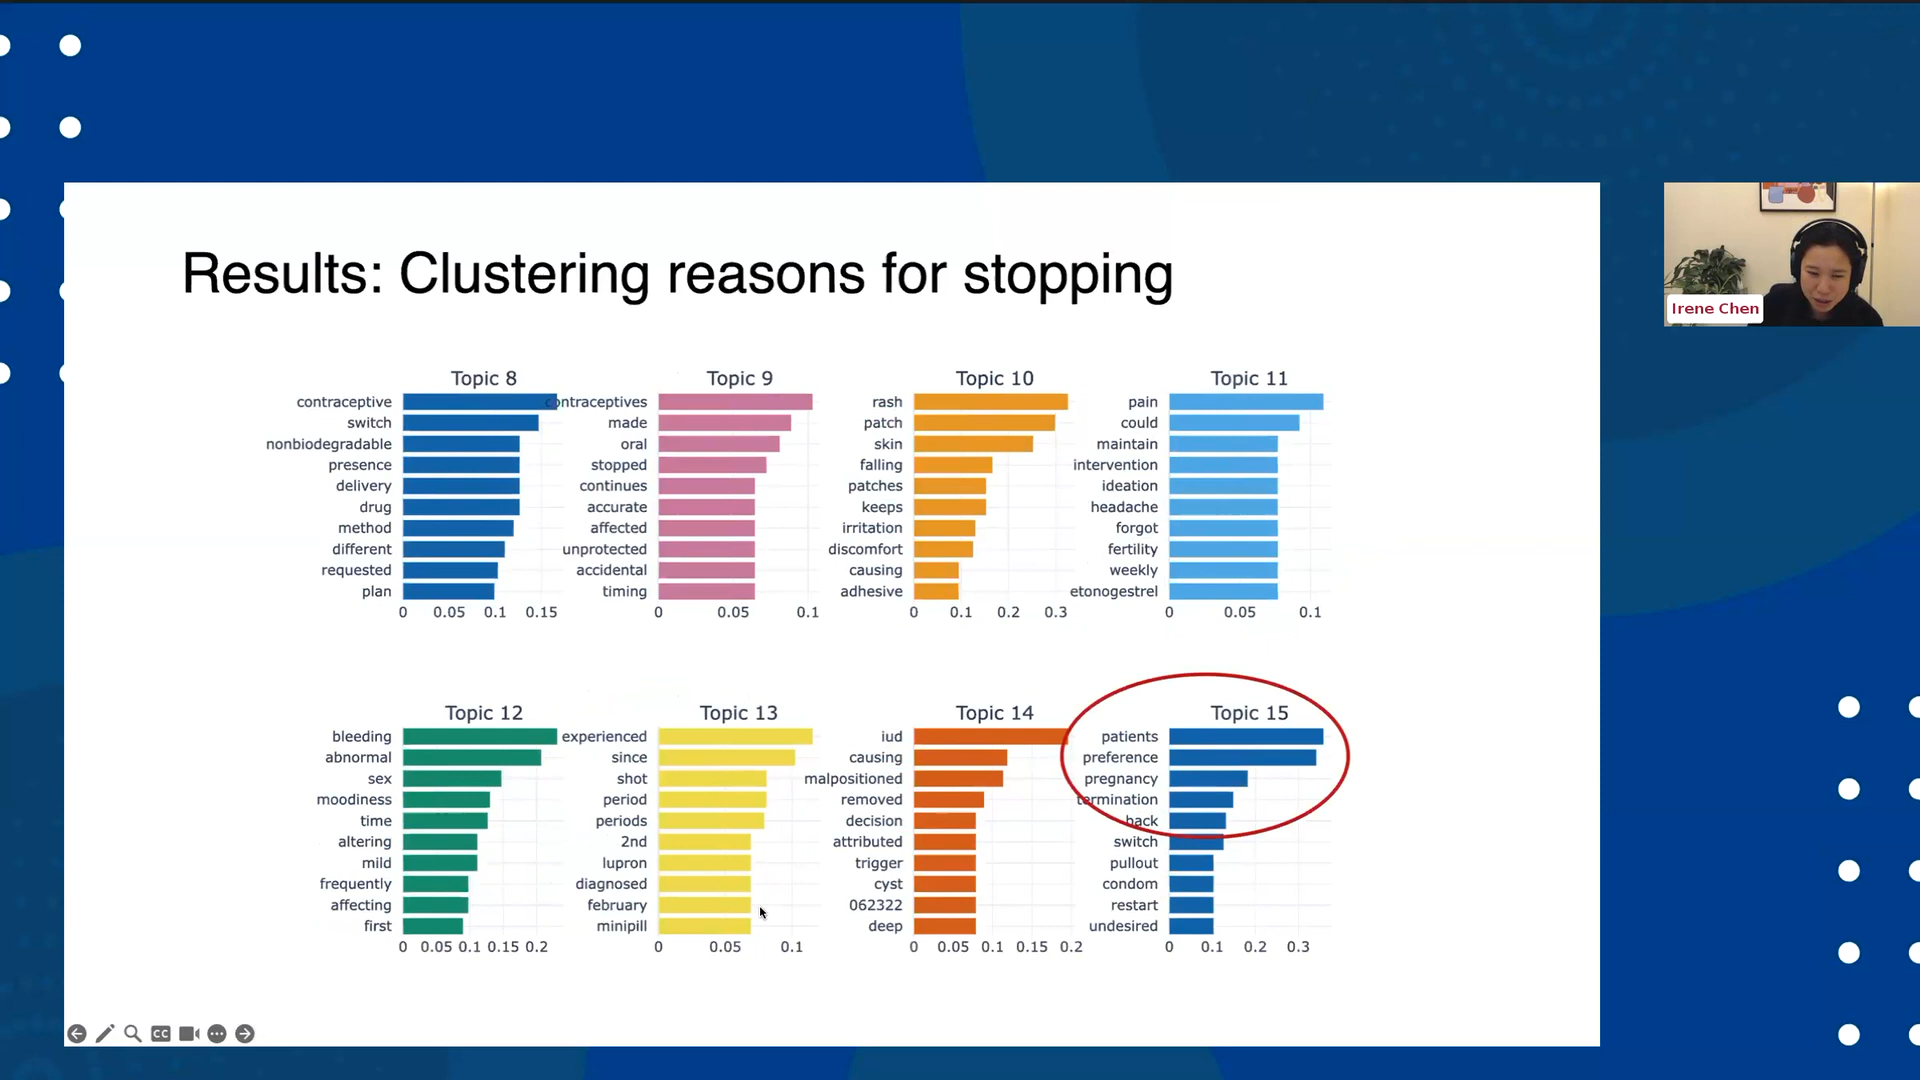 Results: Clustering reasons for stopping
Irene Chen
Topic 8
contraceptive
switch
nonbiodegradable
presence
delivery
drug
method
different
requested
plan
0 0.05 0.1 0.15
Topic 9
contraceptives
made
oral
stopped
continues
accurate
affected
unprotected
accidental
timing
0 0.05 0.1
Topic 10
rash
patch
skin
falling
patches
keeps
irritation
discomfort
causing
adhesive
0 0.1 0.2 0.3
Topic 11
pain
could
maintain
intervention
ideation
headache
forgot
fertility
weekly
etonogestrel
0 0.05 0.1
Topic 12
bleeding
abnormal
sex
moodiness
time
altering
mild
frequently
affecting
first
0 0.05 0.1 0.15 0.2
Topic 13
experienced
since
shot
period
periods
2nd
lupron
diagnosed
february
minipill
0 0.05 0.1
Topic 14
iud
causing
malpositioned
removed
decision
attributed
trigger
cyst
062322
deep
0 0.05 0.1 0.15 0.2
Topic 15
patients
preference
pregnancy
termination
back
switch
pullout
condom
restart
undesired
0 0.1 0.2 0.3
CC